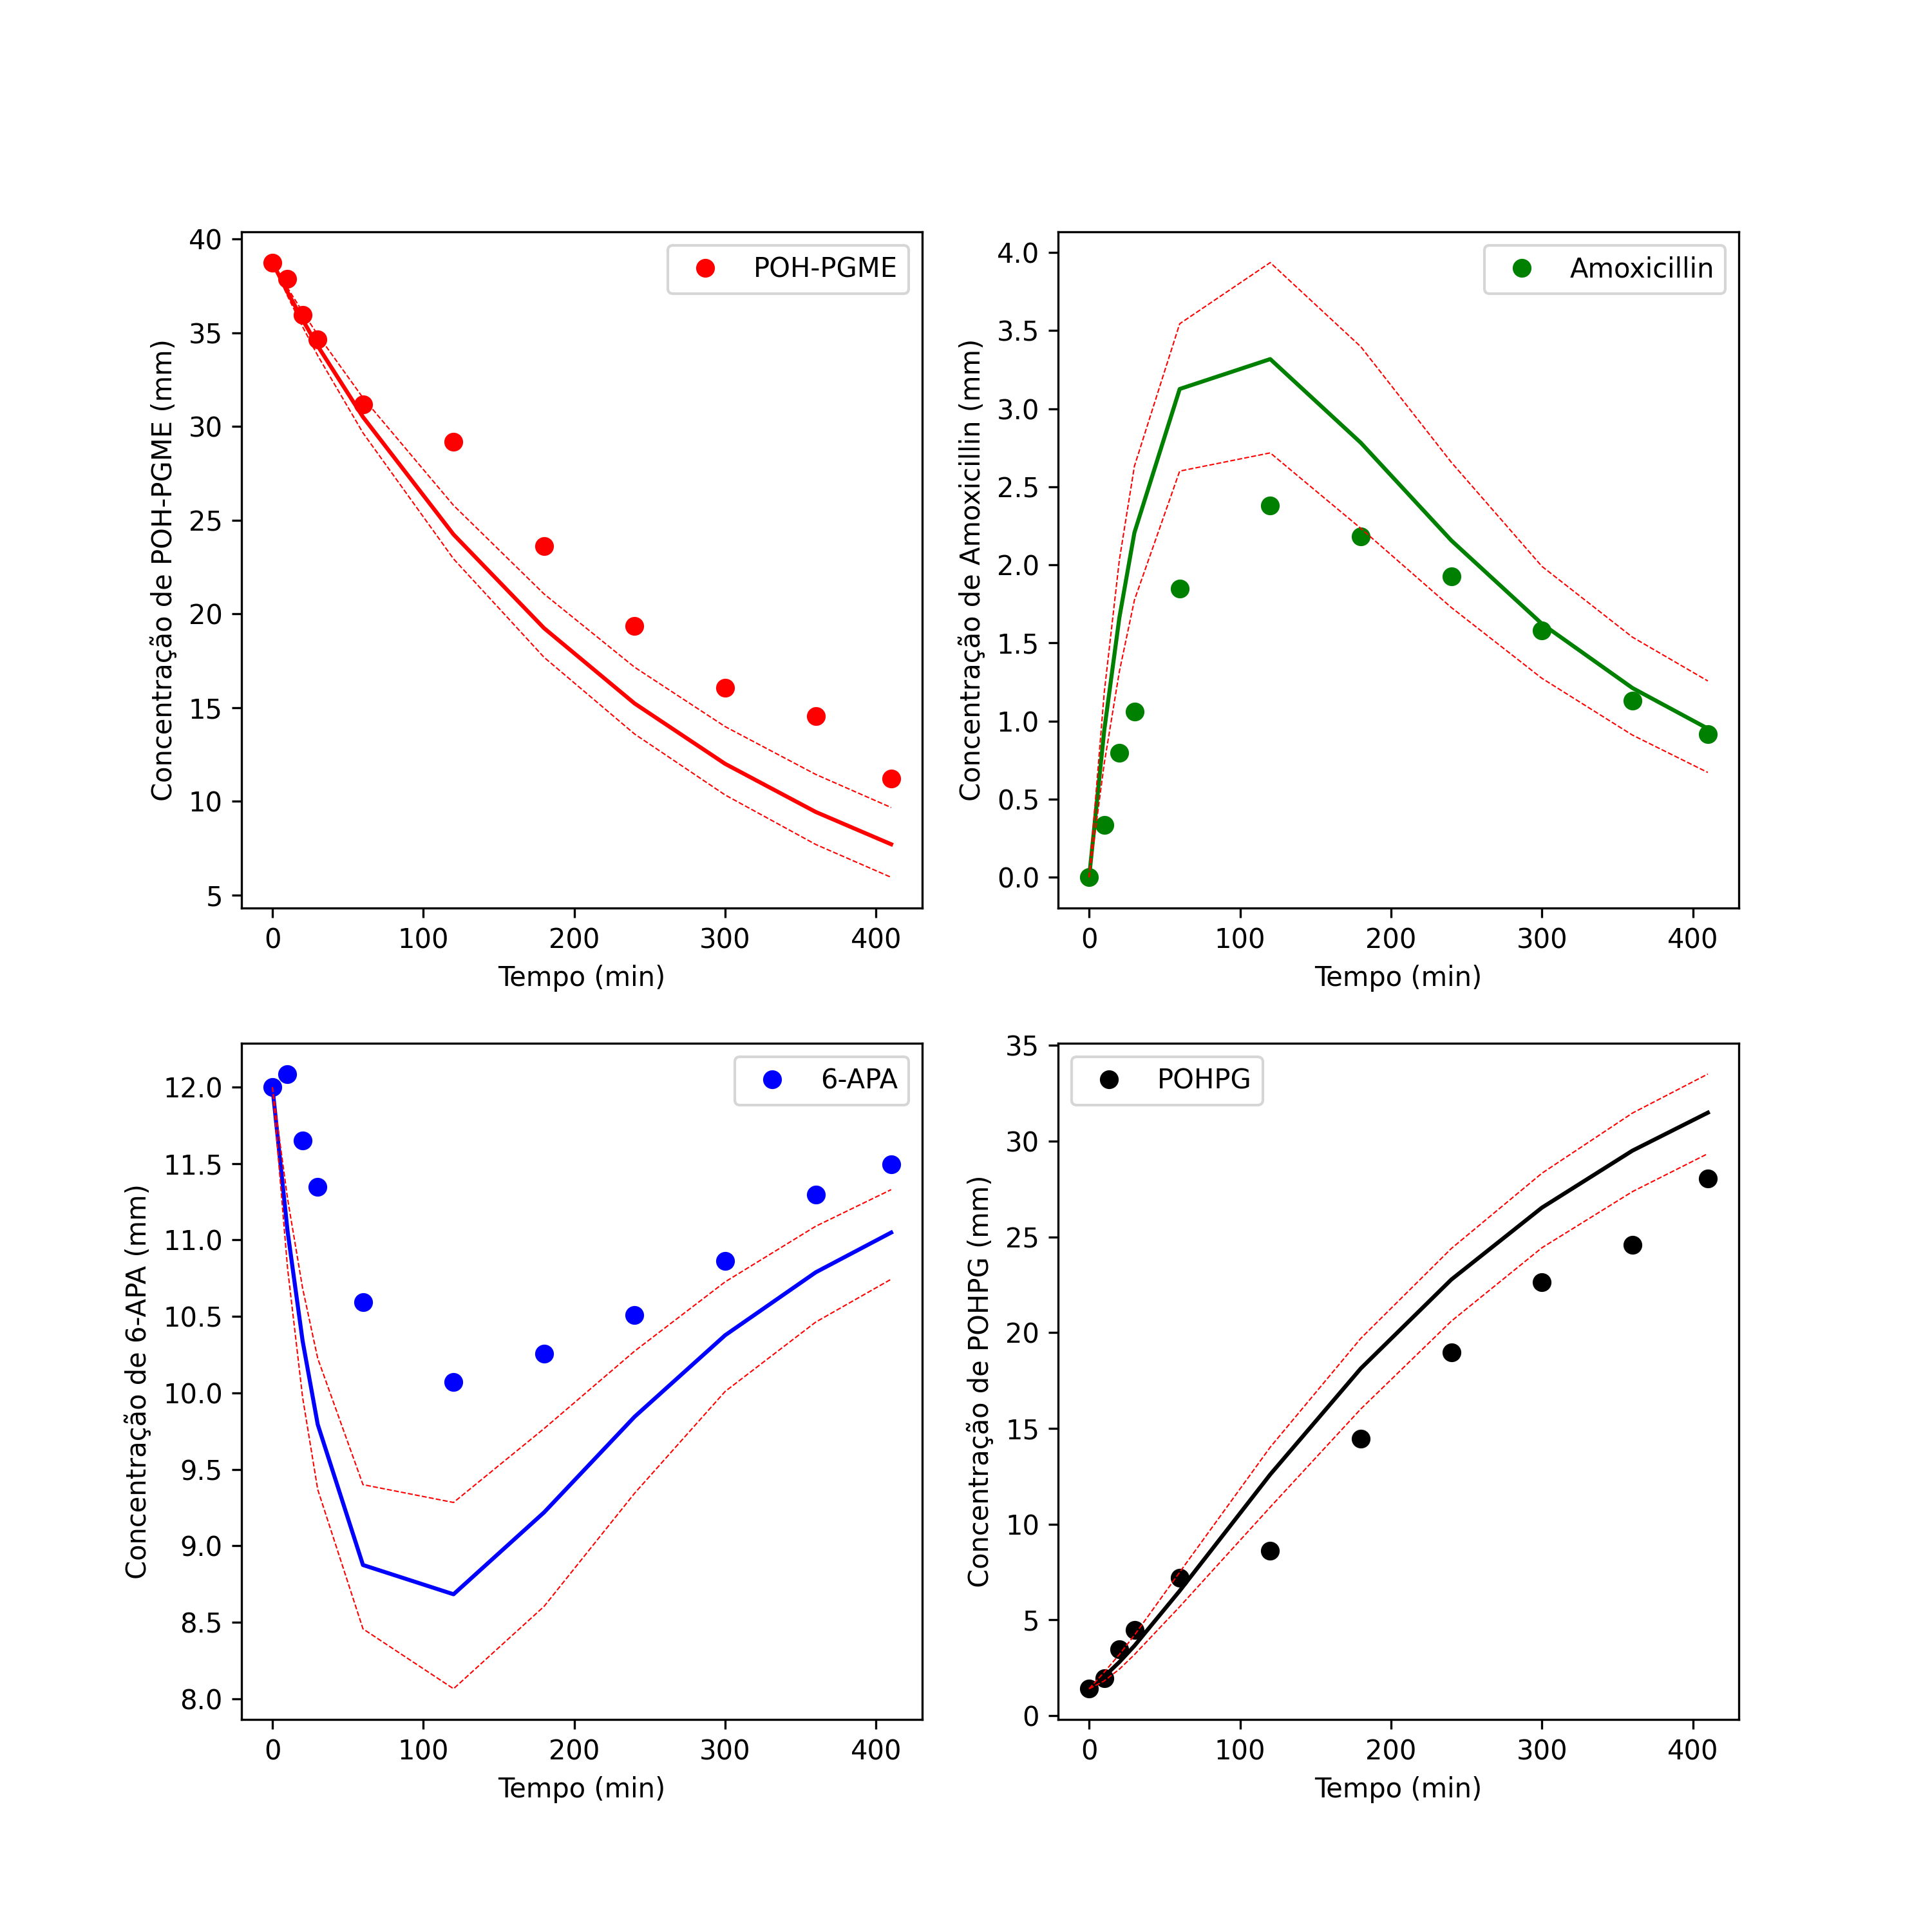 POH-PGME
Concentração de POH-PGME (mm)
40
35
30
25
20
15
10
5
0 100 200 300 400
Tempo (min)
Amoxicillin
Concentração de Amoxicillin (mm)
4.0
3.5
3.0
2.5
2.0
1.5
1.0
0.5
0.0
0 100 200 300 400
Tempo (min)
6-APA
Concentração de 6-APA (mm)
12.0
11.5
11.0
10.5
10.0
9.5
9.0
8.5
8.0
0 100 200 300 400
Tempo (min)
POHPG
Concentração de POHPG (mm)
35
30
25
20
15
10
5
0
0 100 200 300 400
Tempo (min)